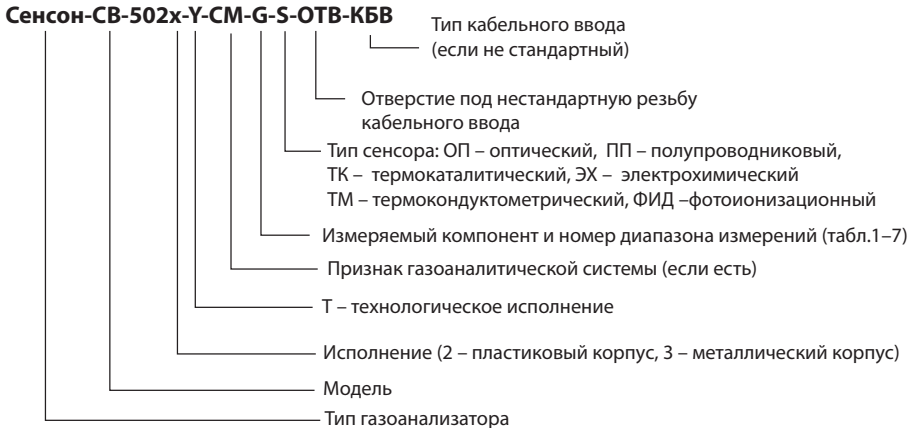 Сенсон-СВ-502x-Y-СМ-G-S-ОТВ-КБВ
Тип кабельного ввода
(если не стандартный)
Отверстие под нестандартную резьбу
кабельного ввода
Тип сенсора: ОП – оптический, ПП – полупроводниковый,
ТК – термокаталитический, ЭХ – электрохимический
ТМ – термокондуктометрический, ФИД –фотоионизационный
Измеряемый компонент и номер диапазона измерений (табл.1–7)
Признак газоаналитической системы (если есть)
Т – технологическое исполнение
Исполнение (2 – пластиковый корпус, 3 – металлический корпус)
Модель
Тип газоанализатора